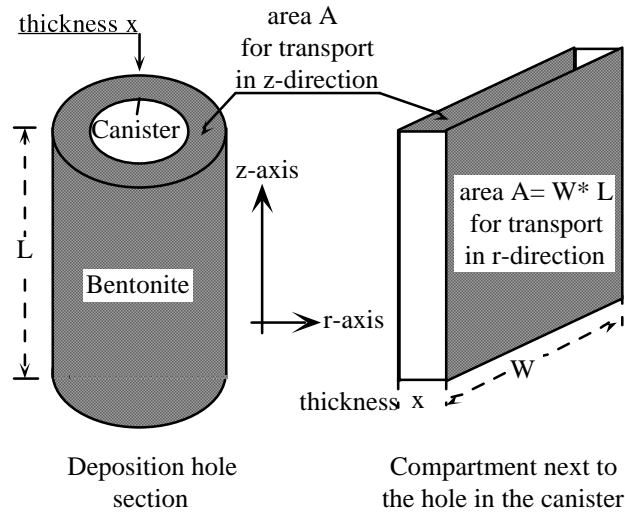 thickness x
area A
for transport
in z-direction
Canister
z-axis
L
Bentonite
r-axis
area A= W* L
for transport
in r-direction
W
thickness x
Deposition hole
section
Compartment next to
the hole in the canister